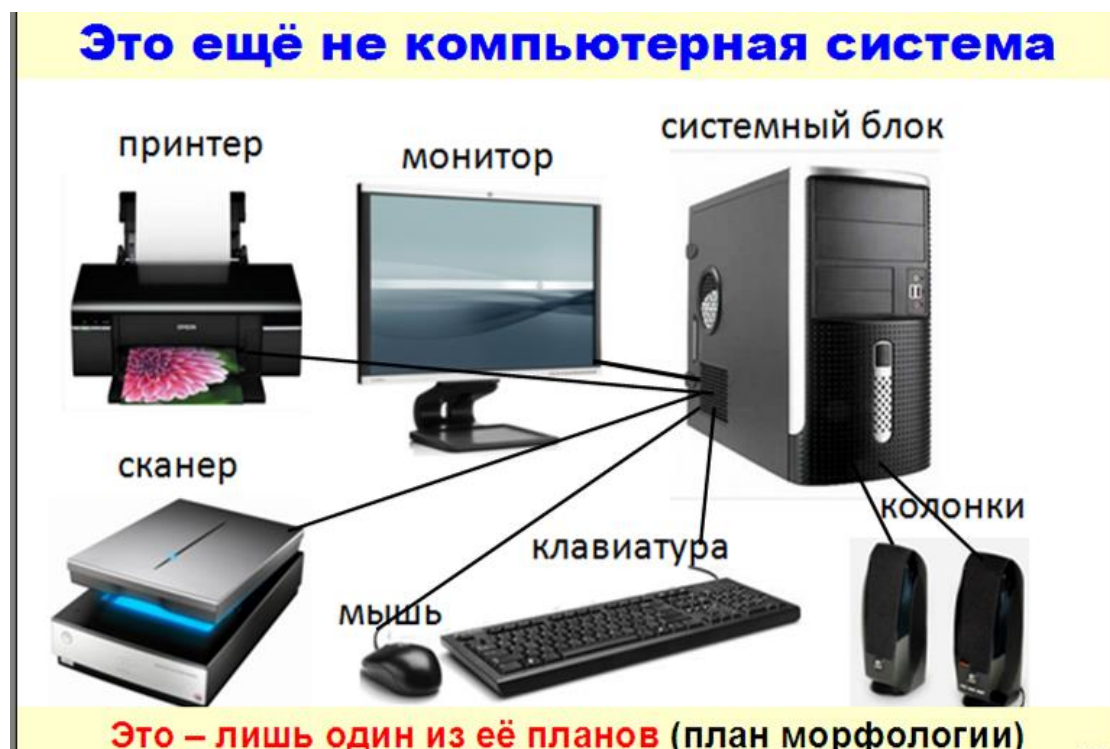 Это ещё не компьютерная система
принтер
монитор
системный блок
EPSON
сканер
колонки
клавиатура
мышь
Это – лишь один из её планов (план морфологии)